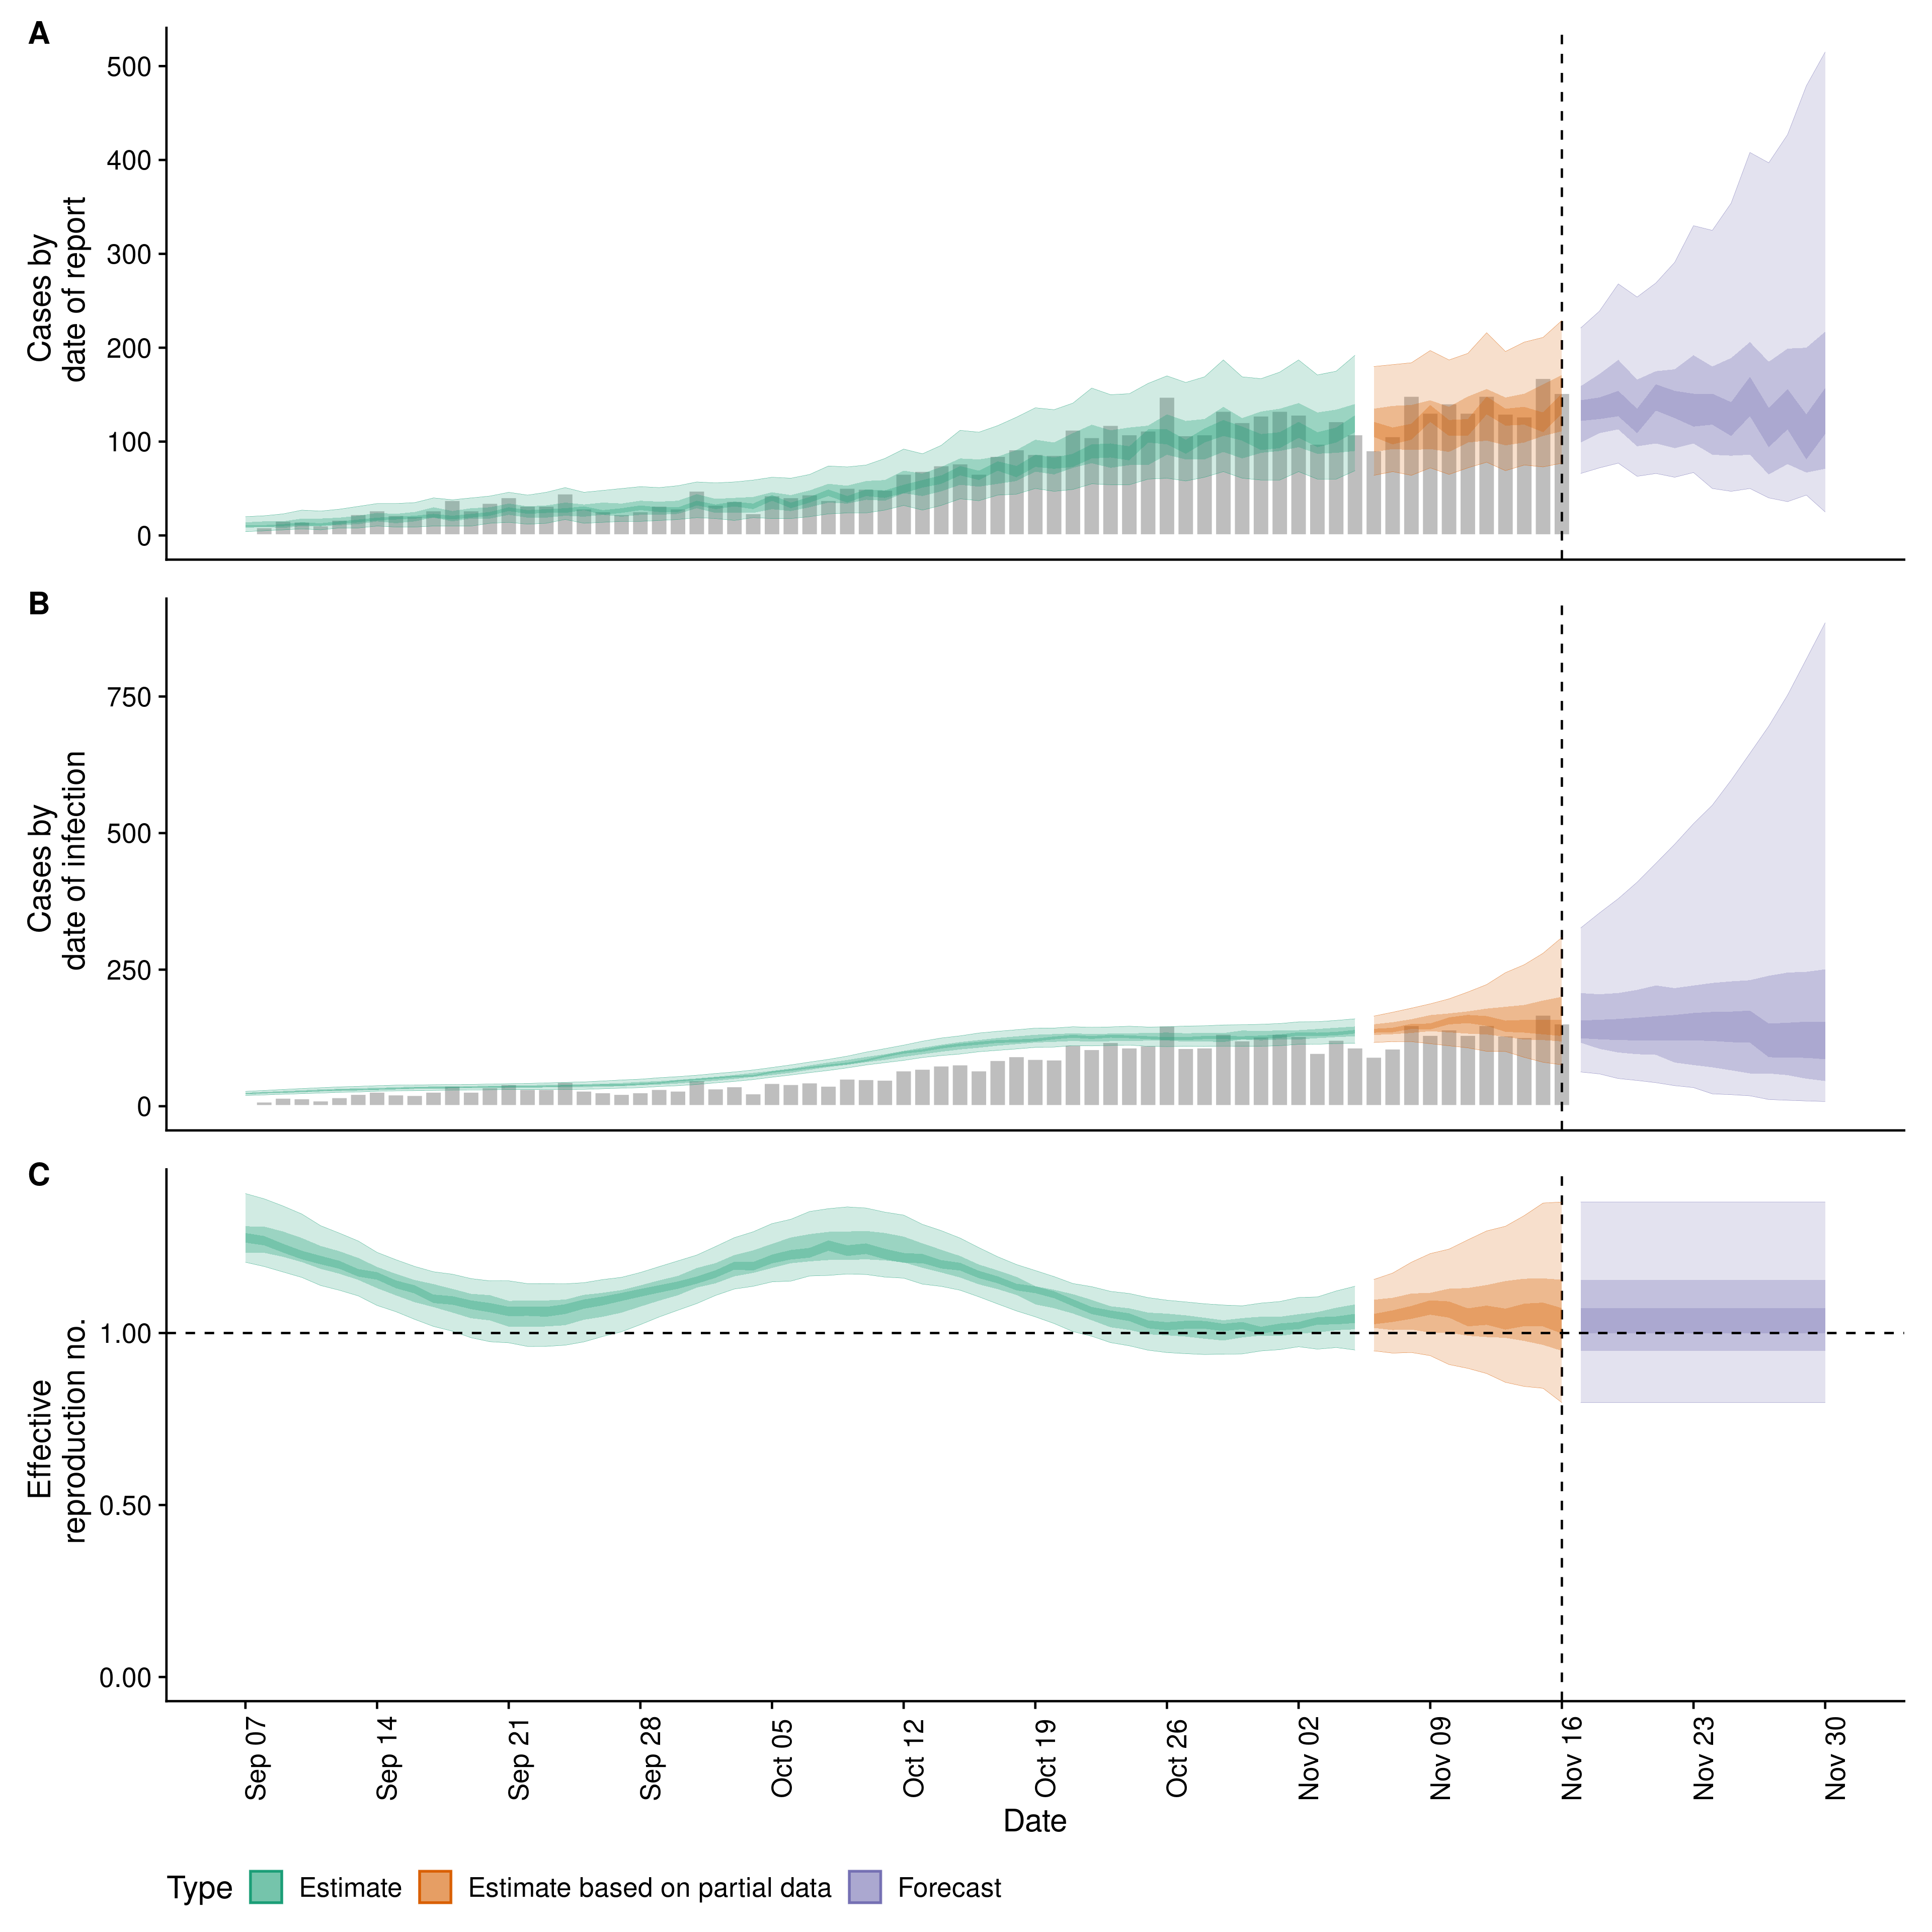 A
500
400
300
200
100
0
Cases by
date of report
B
750
500
250
0
Cases by
date of infection
C
1.00
0.50
0.00
Effective
reproduction no.
Sep 07
Sep 14
Sep 21
Sep 28
Oct 05
Oct 12
Oct 19
Oct 26
Nov 02
Nov 09
Nov 16
Nov 23
Nov 30
Date
Type Estimate Estimate based on partial data Forecast